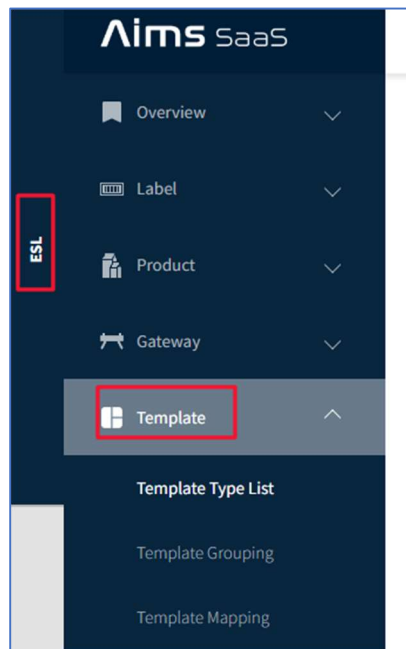 Aims SaaS
Overview
Label
ESL
Product
Gateway
Template
Template Type List
Template Grouping
Template Mapping